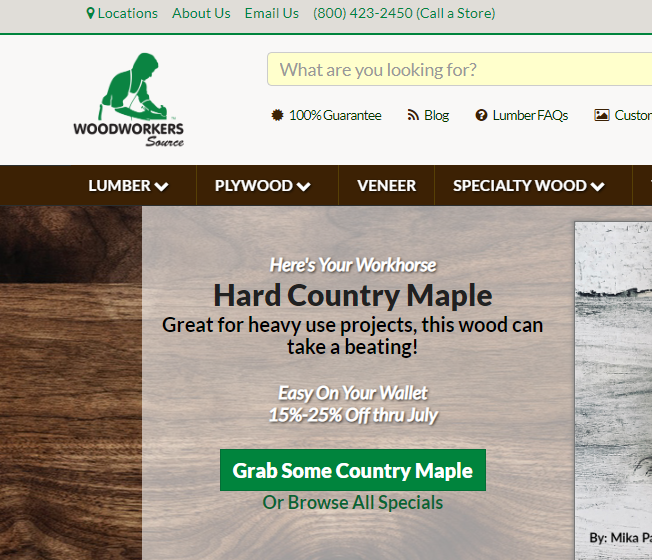 Locations About Us Email Us (800) 423-2450 (Call a Store)
WOODWORKERS
Source
What are you looking for?
100% Guarantee Blog Lumber FAQs Custom
LUMBER PLYWOOD VENEER SPECIALTY WOOD
Here's Your Workhorse
Hard Country Maple
Great for heavy use projects, this wood can
take a beating!
Easy On Your Wallet
15%-25% Off thru July
Grab Some Country Maple
Or Browse All Specials
By: Mika Pa